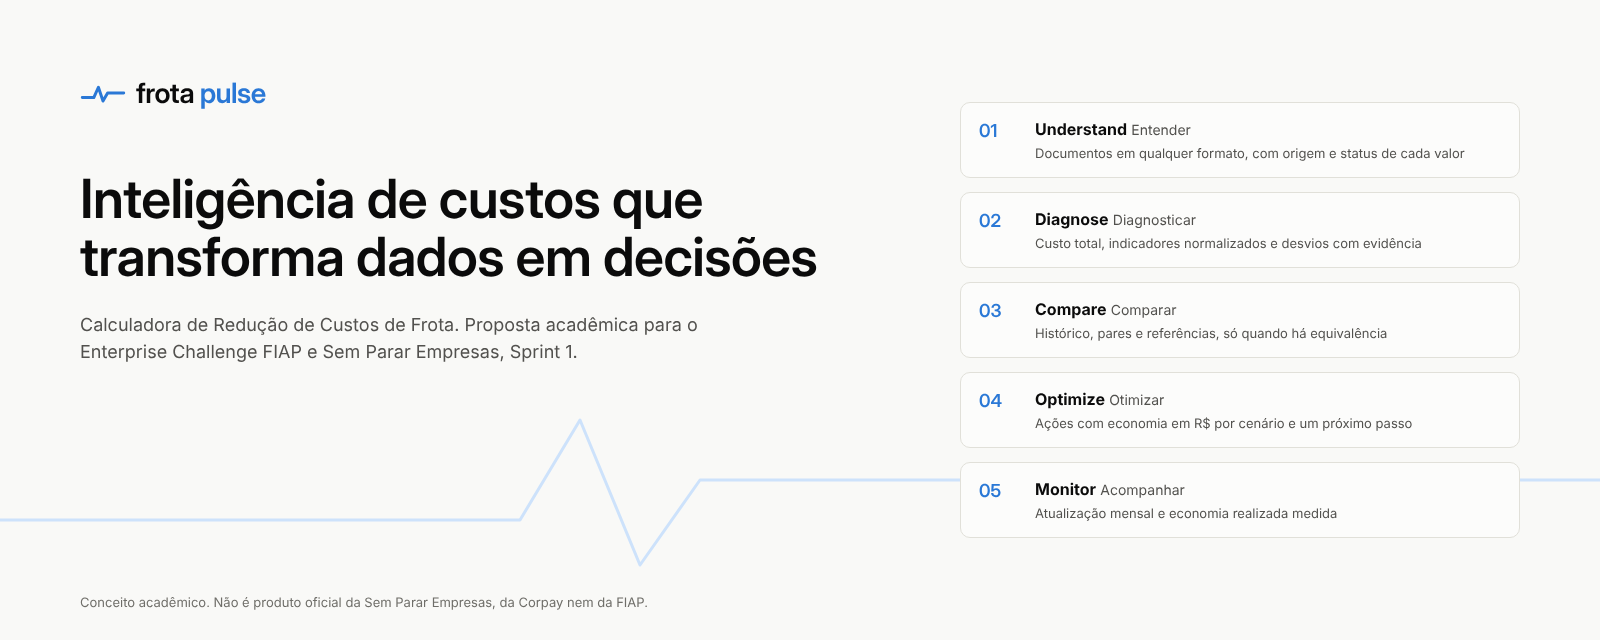 frota pulse
Inteligência de custos que
transforma dados em decisões
Calculadora de Redução de Custos de Frota. Proposta acadêmica para o
Enterprise Challenge FIAP e Sem Parar Empresas, Sprint 1.
01
Understand Entender
Documentos em qualquer formato, com origem e status de cada valor
02
Diagnose Diagnosticar
Custo total, indicadores normalizados e desvios com evidência
03
Compare Comparar
Histórico, pares e referências, só quando há equivalência
04
Optimize Otimizar
Ações com economia em R$ por cenário e um próximo passo
05
Monitor Acompanhar
Atualização mensal e economia realizada medida
Conceito acadêmico. Não é produto oficial da Sem Parar Empresas, da Corpay nem da FIAP.